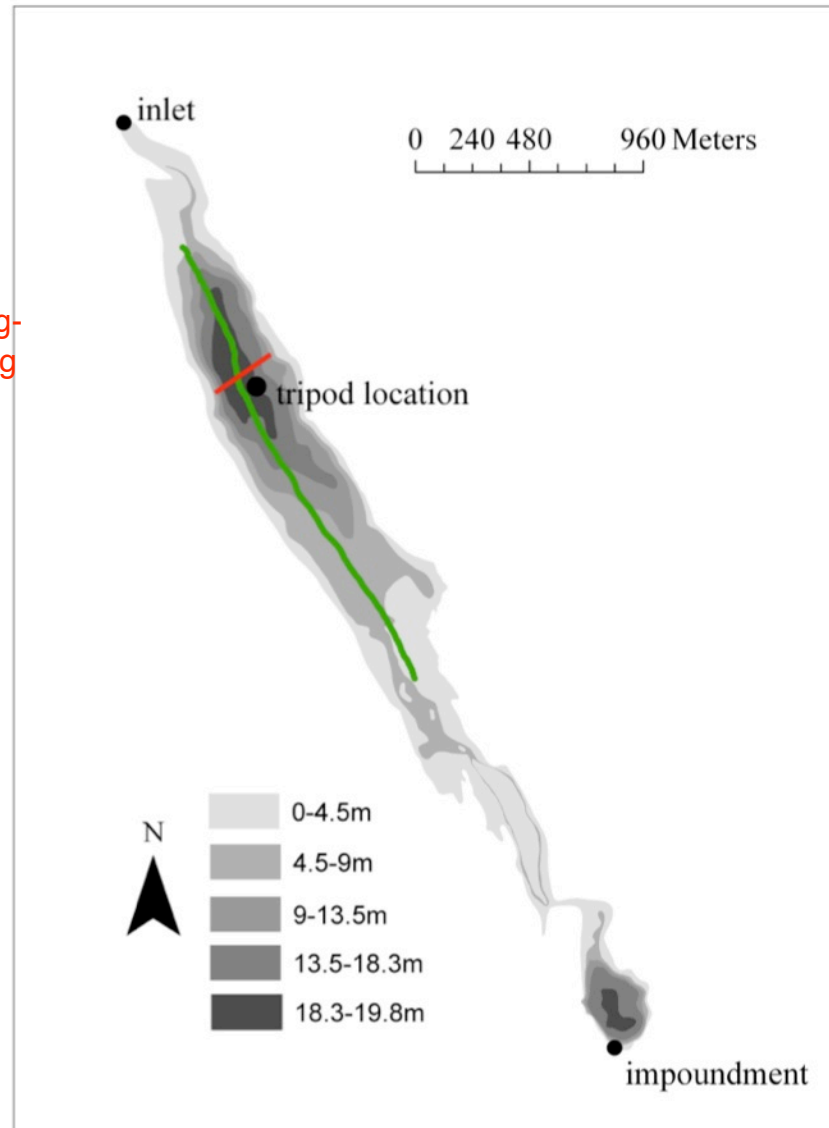 inlet
0 240 480 960 Meters
g-
g
tripod location
N
0-4.5m
4.5-9m
9-13.5m
13.5-18.3m
18.3-19.8m
impoundment